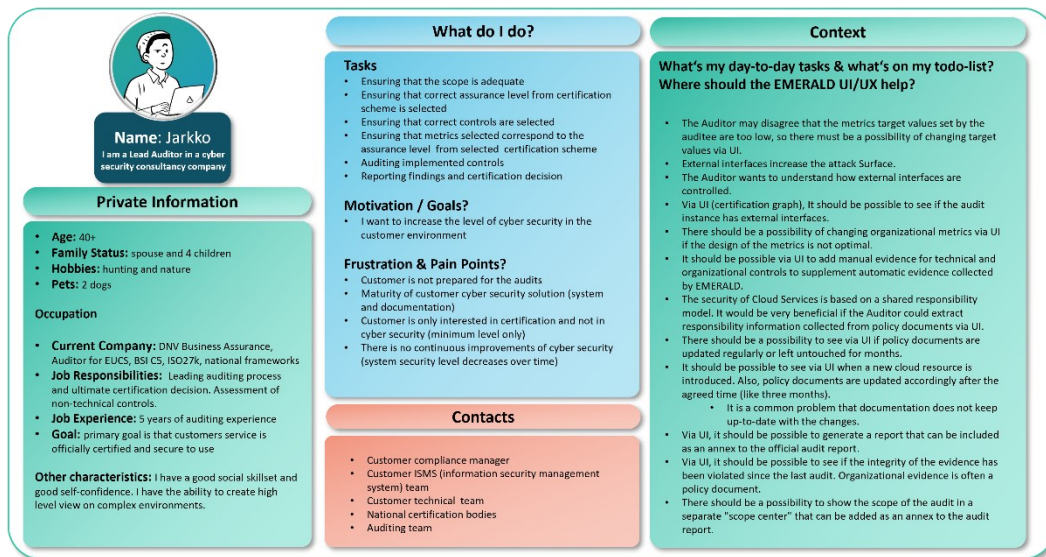 Name: Jarkko
I am a Lead Auditor in a cyber
security consultancy company
Private Information
• Age: 40+
• Family Status: spouse and 4 children
• Hobbies: hunting and nature
• Pets: 2 dogs
Occupation
• Current Company: DNV Business Assurance,
Auditor for EUCS, BSI C5, ISO27k, national frameworks
• Job Responsibilities: Leading auditing process
and ultimate certification decision. Assessment of
non-technical controls.
• Job Experience: 5 years of auditing experience
• Goal: primary goal is that customers service is
officially certified and secure to use
Other characteristics: I have a good social skillset and
good self-confidence. I have the ability to create high
level view on complex environments.
What do I do?
Tasks
• Ensuring that the scope is adequate
• Ensuring that correct assurance level from certification
scheme is selected
• Ensuring that correct controls are selected
• Ensuring that metrics selected correspond to the
assurance level from selected certification scheme
• Auditing implemented controls
• Reporting findings and certification decision
Motivation / Goals?
• I want to increase the level of cyber security in the
customer environment
Frustration & Pain Points?
• Customer is not prepared for the audits
• Maturity of customer cyber security solution (system
and documentation)
• Customer is only interested in certification and not in
cyber security (minimum level only)
• There is no continuous improvements of cyber security
(system security level decreases over time)
Contacts
• Customer compliance manager
• Customer ISMS (information security management
system) team
• Customer technical team
• National certification bodies
• Auditing team
Context
What's my day-to-day tasks & what's on my todo-list?
Where should the EMERALD UI/UX help?
• The Auditor may disagree that the metrics target values set by the
auditee are too low, so there must be a possibility of changing target
values via UI.
• External interfaces increase the attack Surface.
• The Auditor wants to understand how external interfaces are
controlled.
• Via UI (certification graph), It should be possible to see if the audit
instance has external interfaces.
• There should be a possibility of changing organizational metrics via UI
if the design of the metrics is not optimal.
• It should be possible via UI to add manual evidence for technical and
organizational controls to supplement automatic evidence collected
by EMERALD.
• The security of Cloud Services is based on a shared responsibility
model. It would be very beneficial if the Auditor could extract
responsibility information collected from policy documents via UI.
• There should be a possibility to see via UI if policy documents are
updated regularly or left untouched for months.
• It should be possible to see via UI when a new cloud resource is
introduced. Also, policy documents are updated accordingly after the
agreed time (like three months).
• It is a common problem that documentation does not keep
up-to-date with the changes.
• Via UI, it should be possible to generate a report that can be included
as an annex to the official audit report.
• Via UI, it should be possible to see if the integrity of the evidence has
been violated since the last audit. Organizational evidence is often a
policy document.
• There should be a possibility to show the scope of the audit in a
separate "scope center" that can be added as an annex to the audit
report.